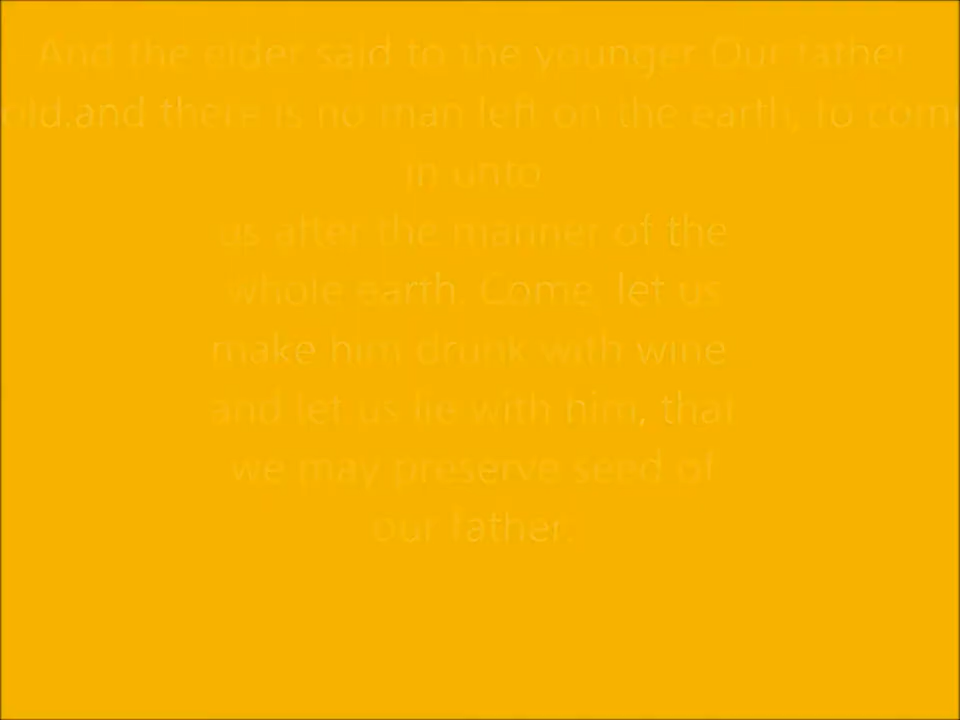 And the elder said to the younger Our father
old,and there is no man left on the earth, to com
in unto
us after the manner of the
whole earth. Come, let us
make him drunk with wine
and let us lie with him, that
we may preserve seed of
our father.